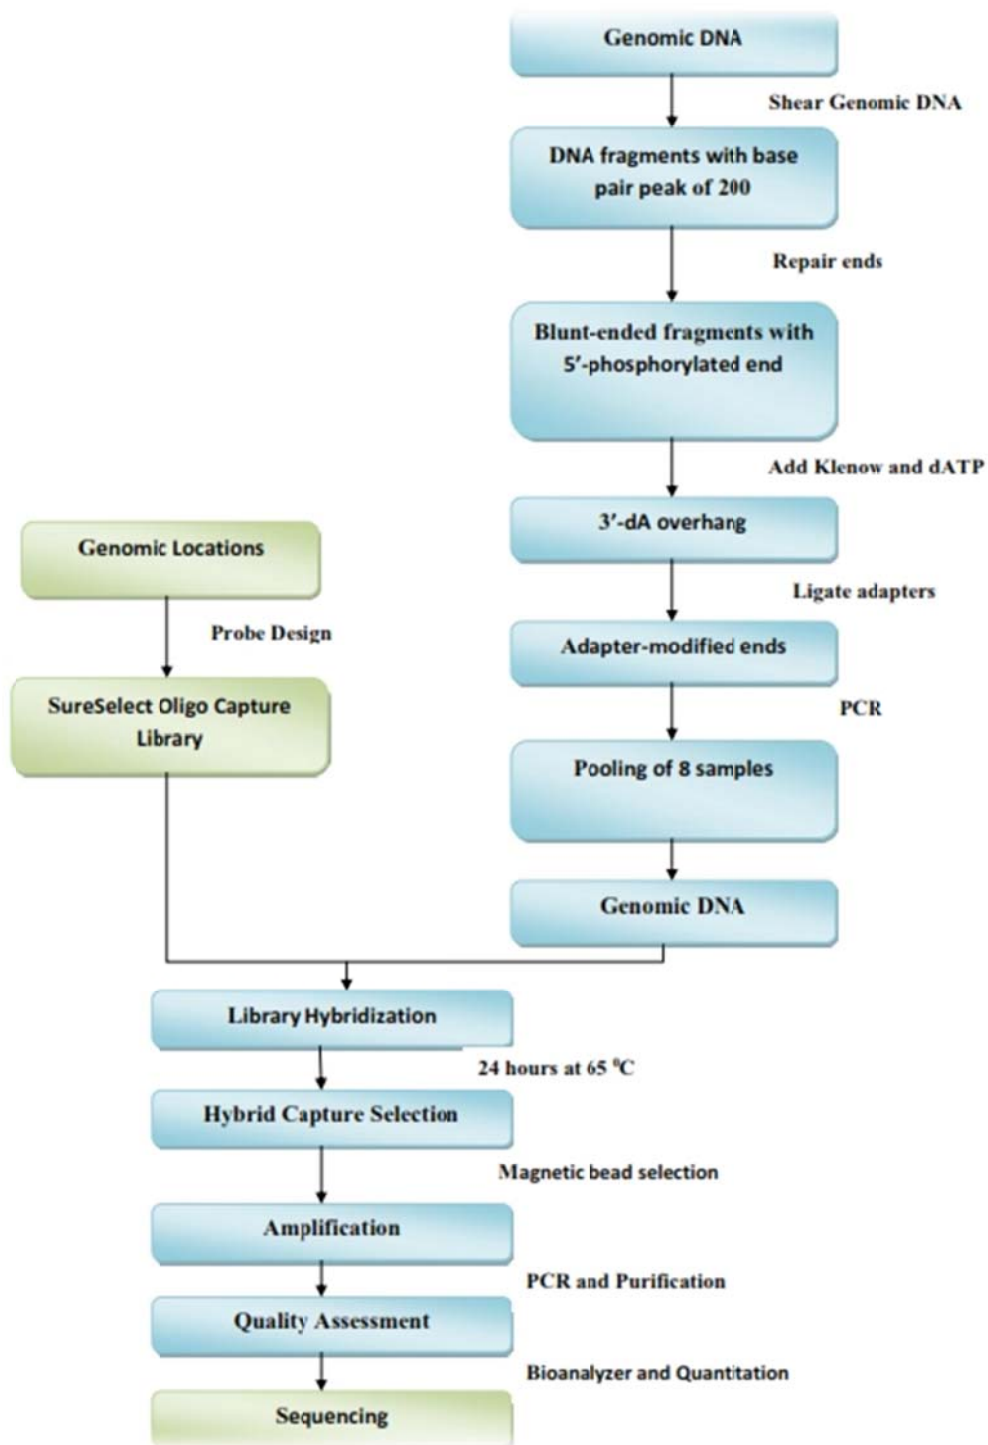 Genomic DNA
Shear Genomic DNA
DNA fragments with base
pair peak of 200
Repair ends
Blunt-ended fragments with
5′-phosphorylated end
Add Klenow and dATP
3′-dA overhang
Ligate adapters
Adapter-modified ends
PCR
Pooling of 8 samples
Genomic DNA
Genomic Locations
Probe Design
SureSelect Oligo Capture
Library
Library Hybridization
24 hours at 65 ⁰C
Hybrid Capture Selection
Magnetic bead selection
Amplification
PCR and Purification
Quality Assessment
Bioanalyzer and Quantitation
Sequencing